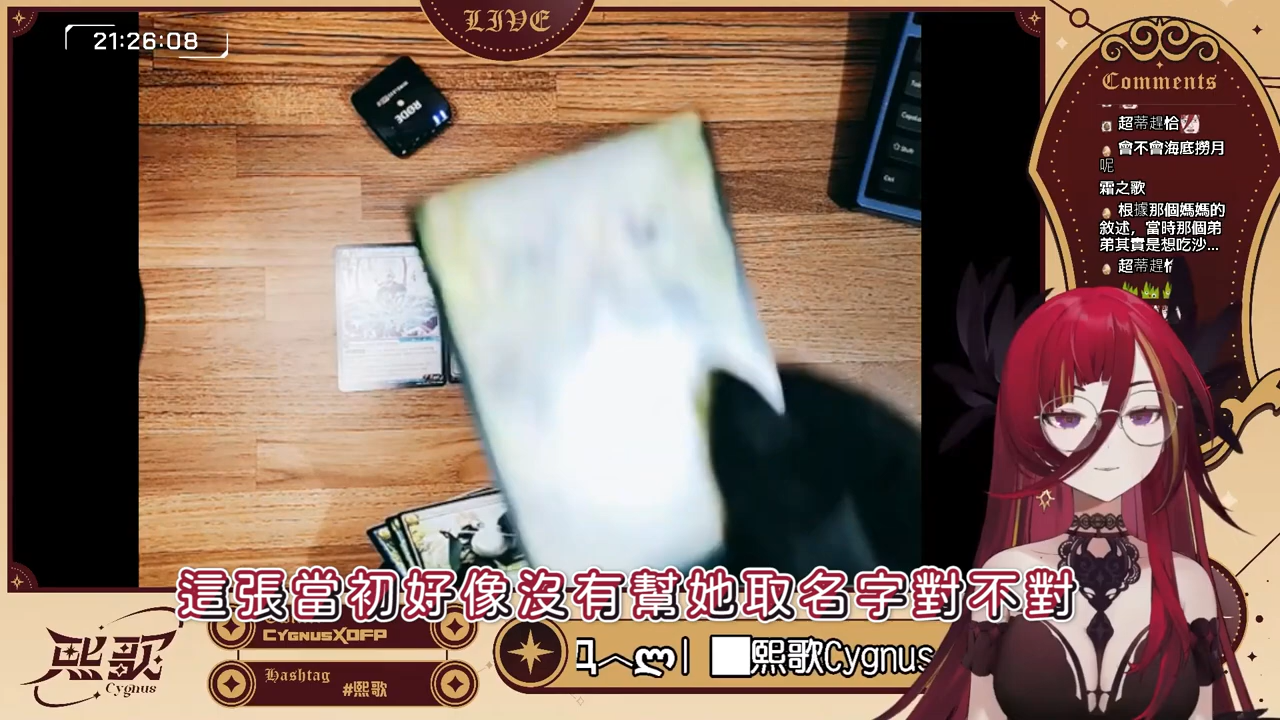 LIVE
21:26:08
RODE
Comments
超蒂趕恰
會不會海底撈月
呢
霜之歌
根據那個媽媽的
敘述，當時那個弟
弟其實是想吃沙...
超蒂趕忄
Shift
Ctrl
這張當初好像沒有幫她取名字對不對
CygnusXOFP
Hashtag
#熙歌
熙歌
Cygnus
熙歌Cygnus